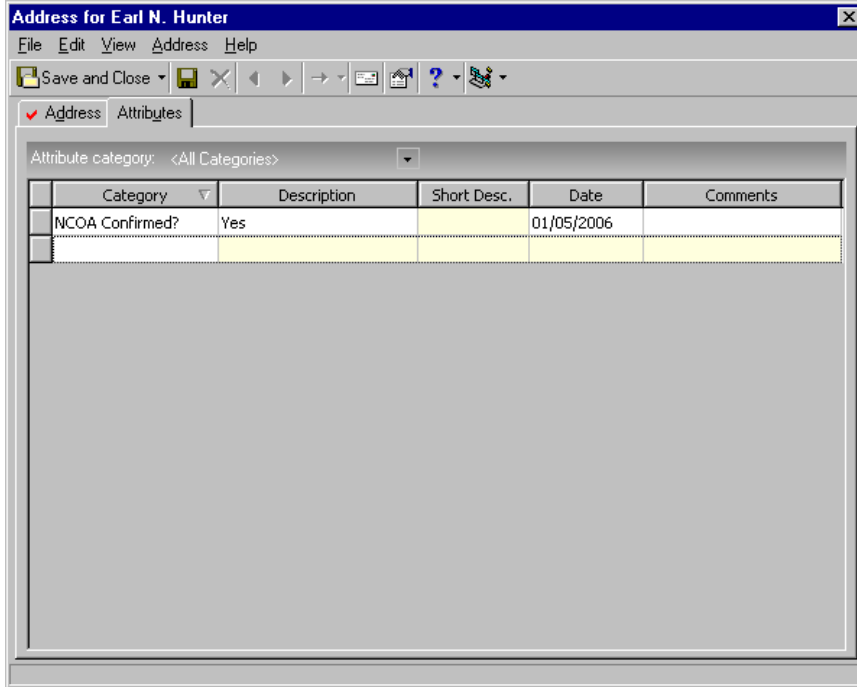 Address for Earl N. Hunter
File Edit View Address Help
Save and Close ?
Address Attributes
Attribute category: <All Categories>
Category Description Short Desc. Date Comments
NCOA Confirmed? Yes 01/05/2006